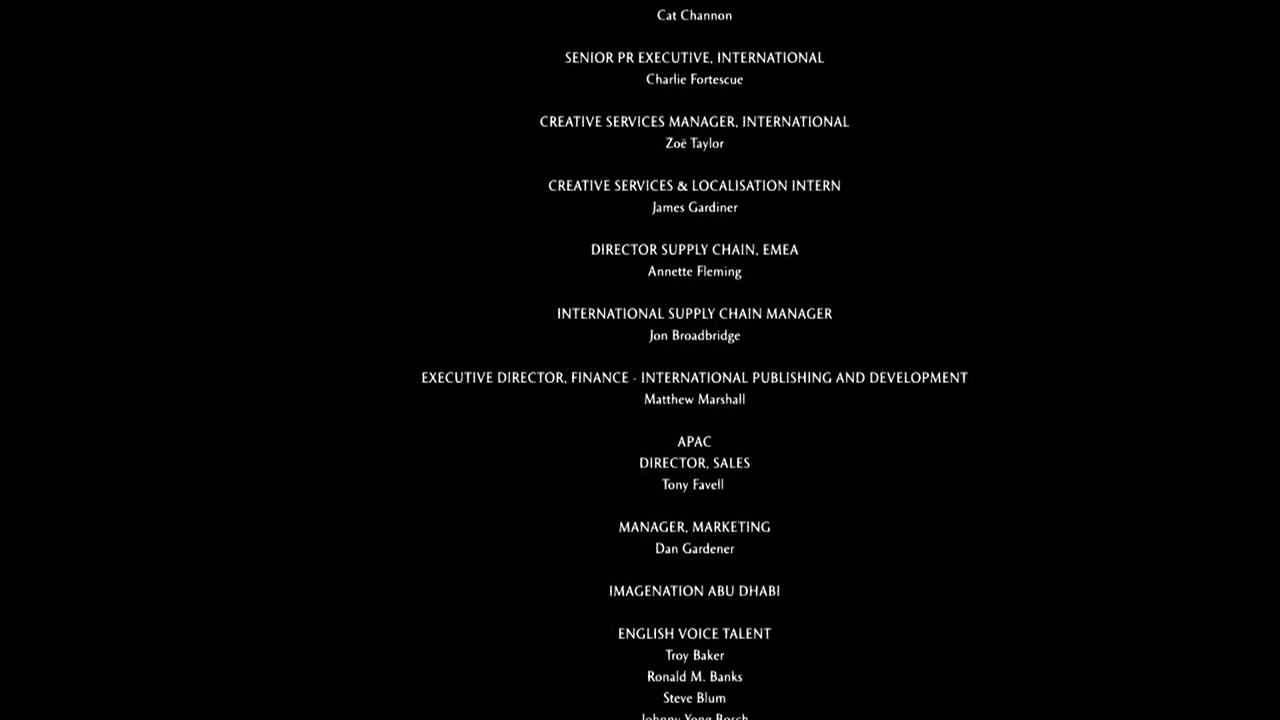 Cat Channon
SENIOR PR EXECUTIVE, INTERNATIONAL
Charlie Fortescue
CREATIVE SERVICES MANAGER, INTERNATIONAL
Zoë Taylor
CREATIVE SERVICES & LOCALISATION INTERN
James Gardiner
DIRECTOR SUPPLY CHAIN, EMEA
Annette Fleming
INTERNATIONAL SUPPLY CHAIN MANAGER
Jon Broadbridge
EXECUTIVE DIRECTOR, FINANCE - INTERNATIONAL PUBLISHING AND DEVELOPMENT
Matthew Marshall
APAC
DIRECTOR, SALES
Tony Favell
MANAGER, MARKETING
Dan Gardener
IMAGENATION ABU DHABI
ENGLISH VOICE TALENT
Troy Baker
Ronald M. Banks
Steve Blum
Johnny Yong Bosch